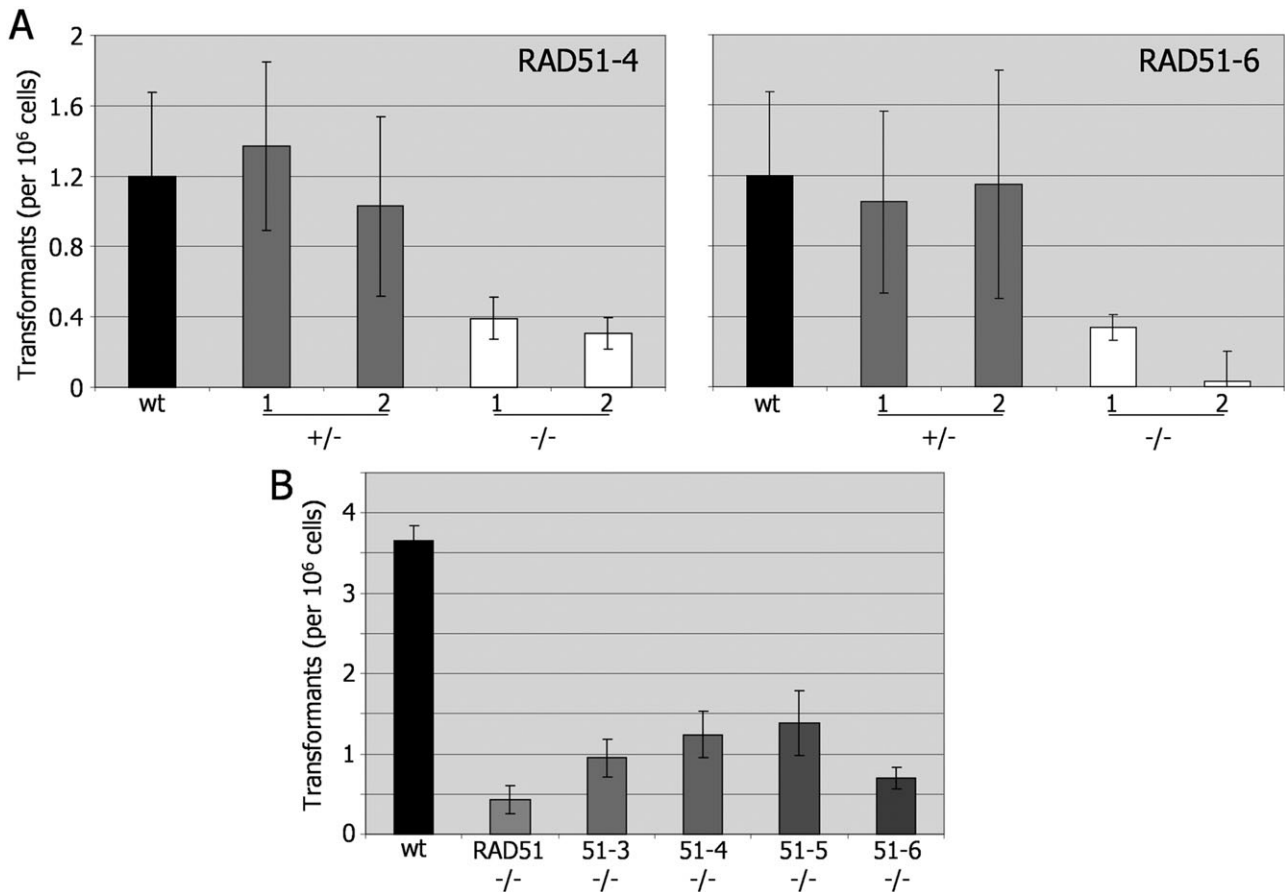 A
RAD51-4
RAD51-6
Transformants (per 10⁶ cells)
2
1.6
1.2
0.8
0.4
0
wt 1 2 1 2
+/- -/-
wt 1 2 1 2
+/- -/-
B
Transformants (per 10⁶ cells)
4
3
2
1
0
wt RAD51 51-3 51-4 51-5 51-6
-/- -/- -/- -/- -/-